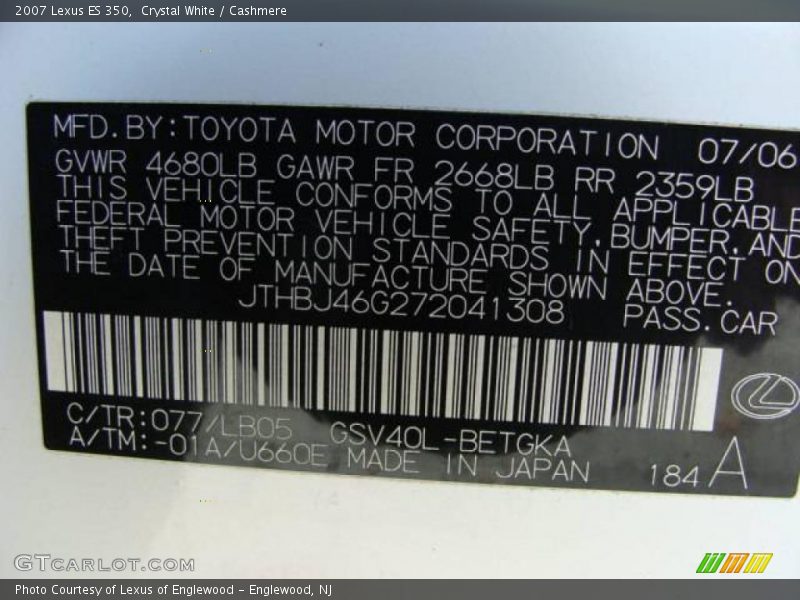 2007 Lexus ES 350, Crystal White / Cashmere
MFD. BY: TOYOTA MOTOR CORPORATION 07/06
GVWR 4680LB GAWR FR 2668LB RR 2359LB
THIS VEHICLE CONFORMS TO ALL APPLICABLE
FEDERAL MOTOR VEHICLE SAFETY, BUMPER, AND
THEFT PREVENTION STANDARDS IN EFFECT ON
THE DATE OF MANUFACTURE SHOWN ABOVE.
JTHBJ46G272041308 PASS. CAR
C/TR: 077/LB05 GSV40L-BETGKA
A/TM: -01A/U660E MADE IN JAPAN 184 A
GTCARLOT.COM
Photo Courtesy of Lexus of Englewood - Englewood, NJ